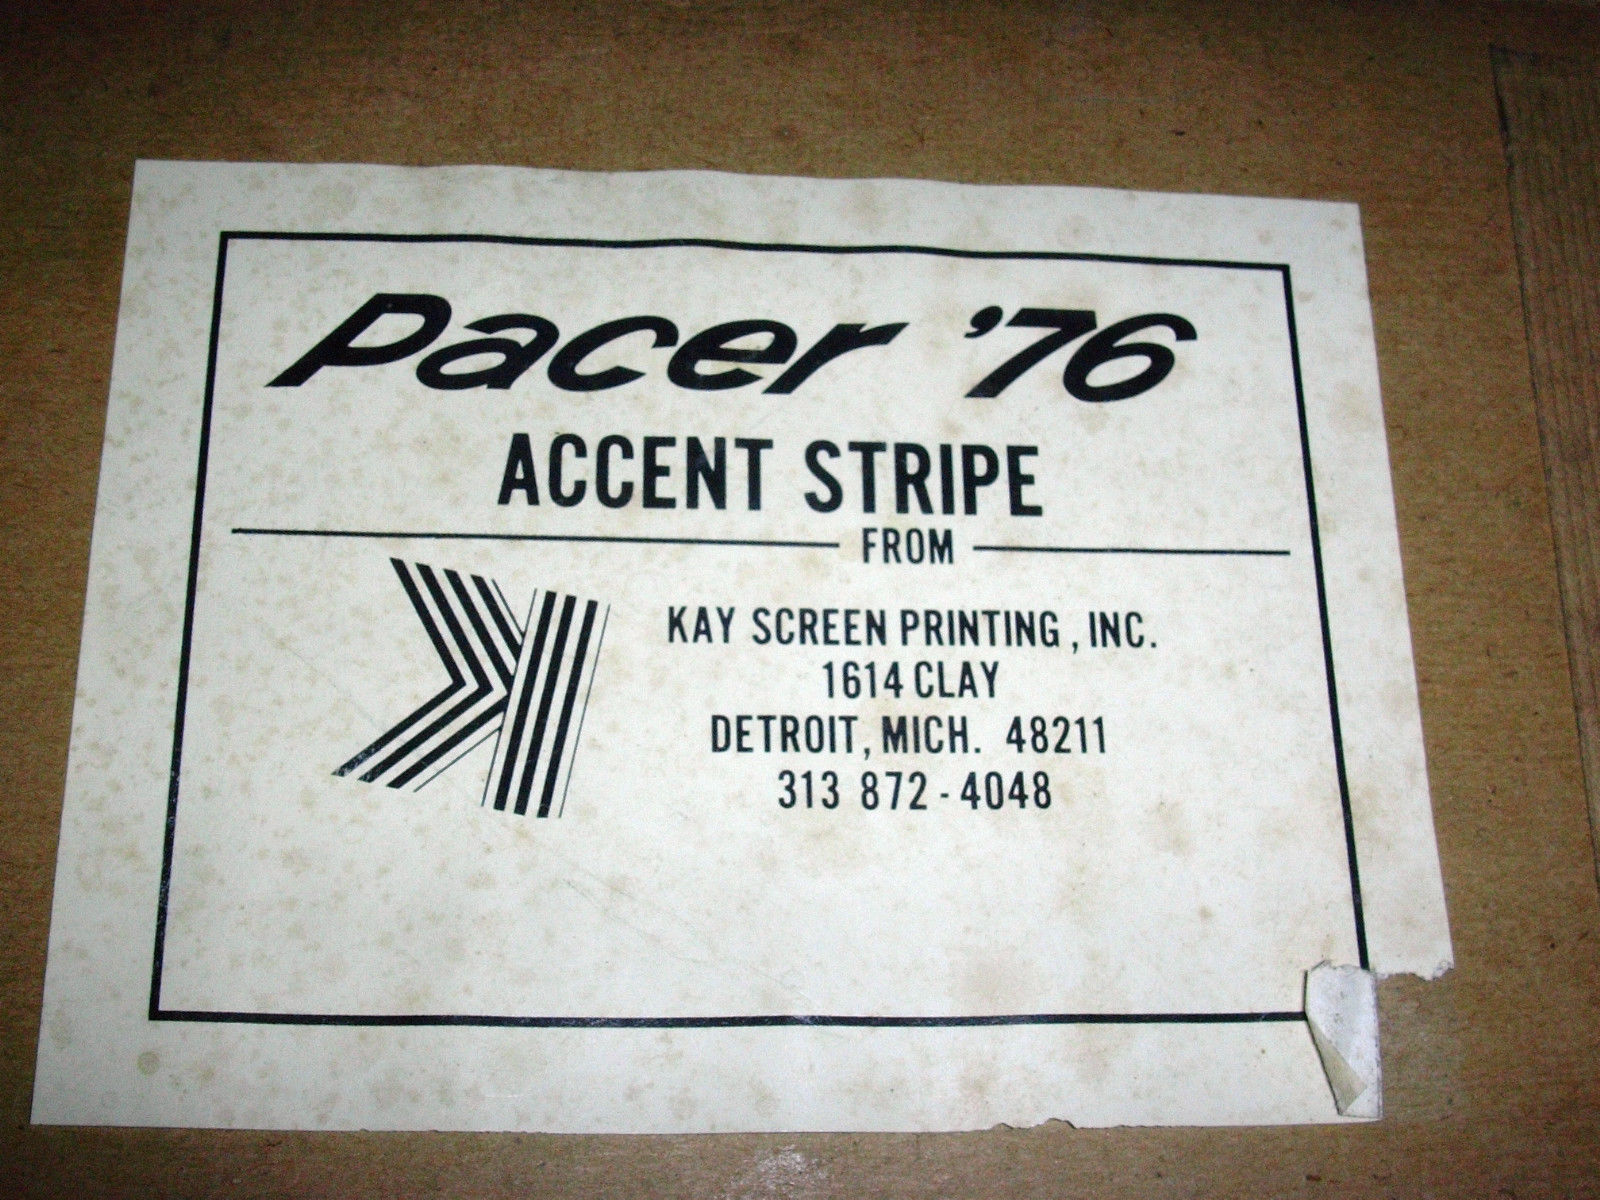 Pacer '76
ACCENT STRIPE
FROM
KAY SCREEN PRINTING, INC.
1614 CLAY
DETROIT, MICH. 48211
313 872-4048